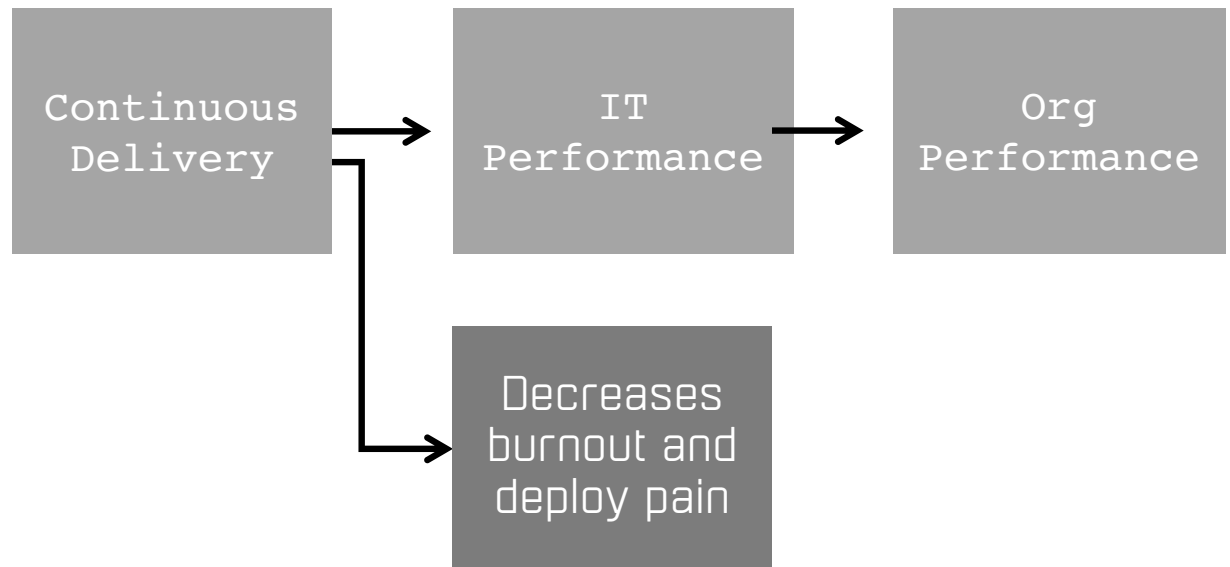 Continuous
Delivery
IT
Performance
Org
Performance
Decreases
burnout and
deploy pain